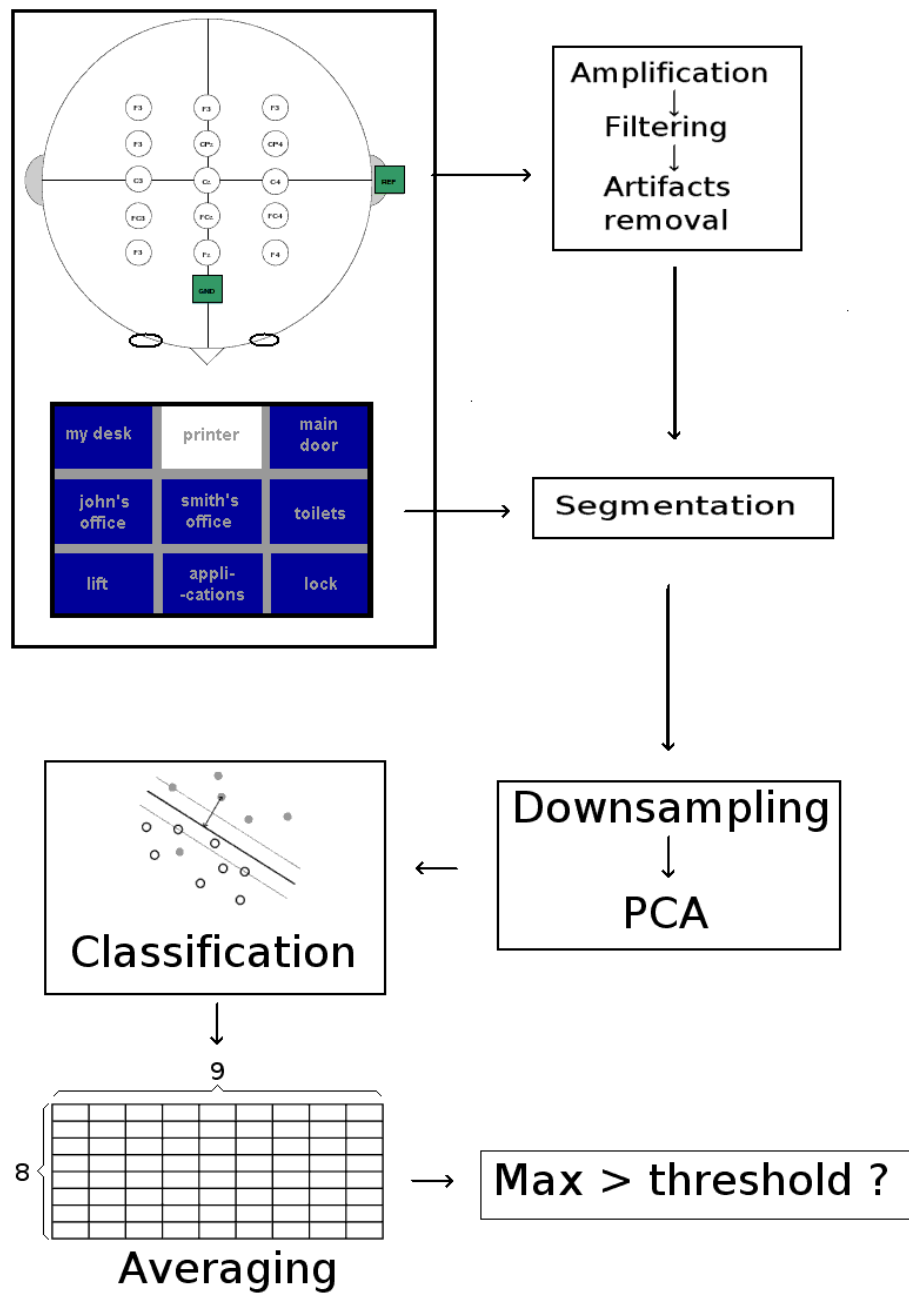 F3 F3 F3
F3 CPz CP4
C3 Cz C4 REF
FC3 FCz FC4
F3 Fz F4
GND
Amplification
Filtering
Artifacts
removal
my desk printer main
door
john's
office
smith's
office
toilets
lift
appli-
-cations
lock
Segmentation
Downsampling
PCA
Classification
9
8
Averaging
Max > threshold ?